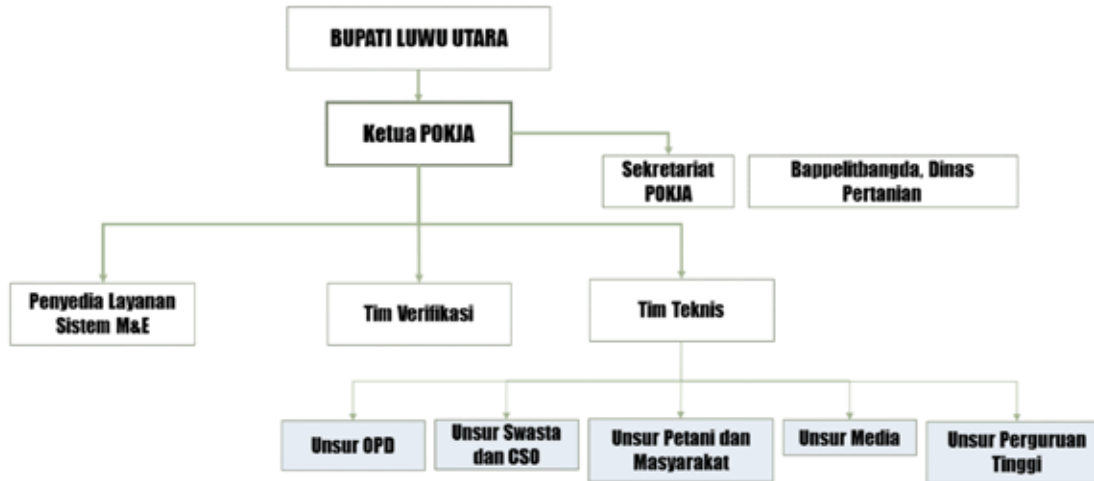 BUPATI LUWU UTARA
Ketua POKJA
Sekretariat
POKJA
Bappelitbangda, Dinas
Pertanian
Penyedia Layanan
Sistem M&E
Tim Verifikasi
Tim Teknis
Unsur OPD
Unsur Swasta
dan CSO
Unsur Petani dan
Masyarakat
Unsur Media
Unsur Perguruan
Tinggi